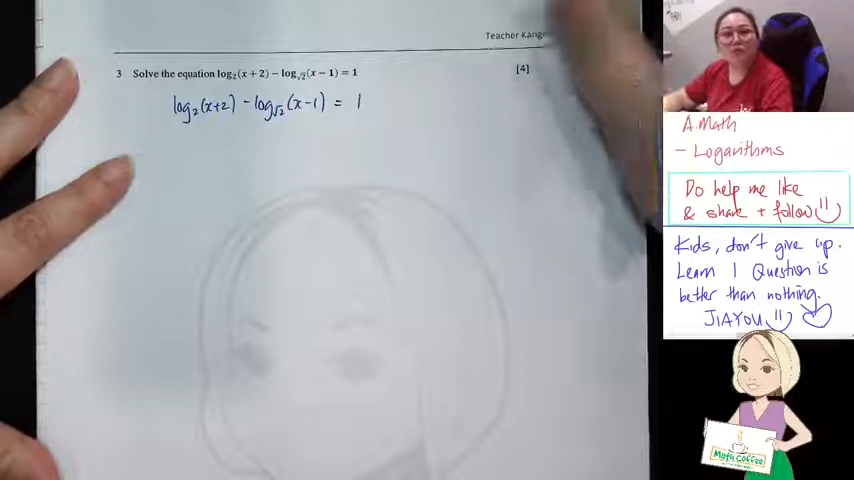 Teacher Kang
3 Solve the equation log₂(x + 2) − log√₂(x − 1) = 1
[4]
log₂(x+2) - log√₂(x-1) = 1
A.Math
- Logarithms
Do help me like
& share + follow
Kids, don't give up.
Learn 1 Question is
better than nothing.
JIAYOU
Math Coffee